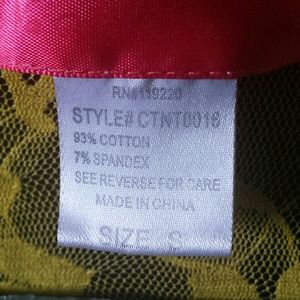 RN#119220
STYLE# CTNT0016
93% COTTON
7% SPANDEX
SEE REVERSE FOR CARE
MADE IN CHINA
SIZE S